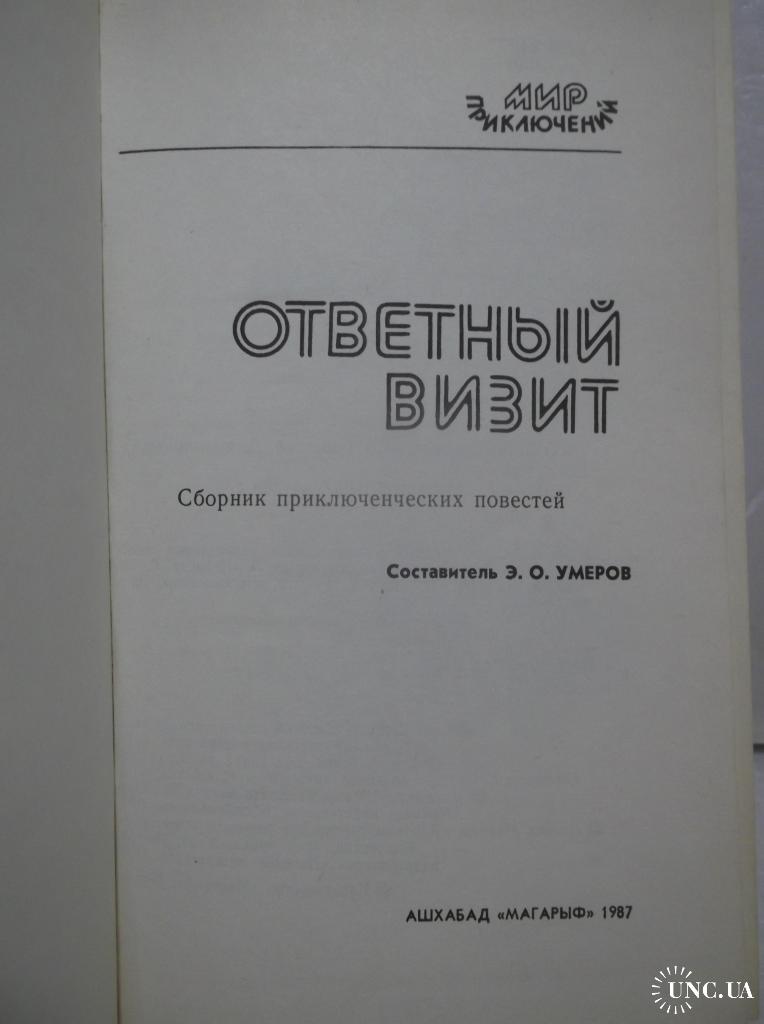 МИР
ПРИКЛЮЧЕНИЙ
ОТВЕТНЫЙ
ВИЗИТ
Сборник приключенческих повестей
Составитель Э. О. УМЕРОВ
АШХАБАД «МАГАРЫФ» 1987
UNC.UA